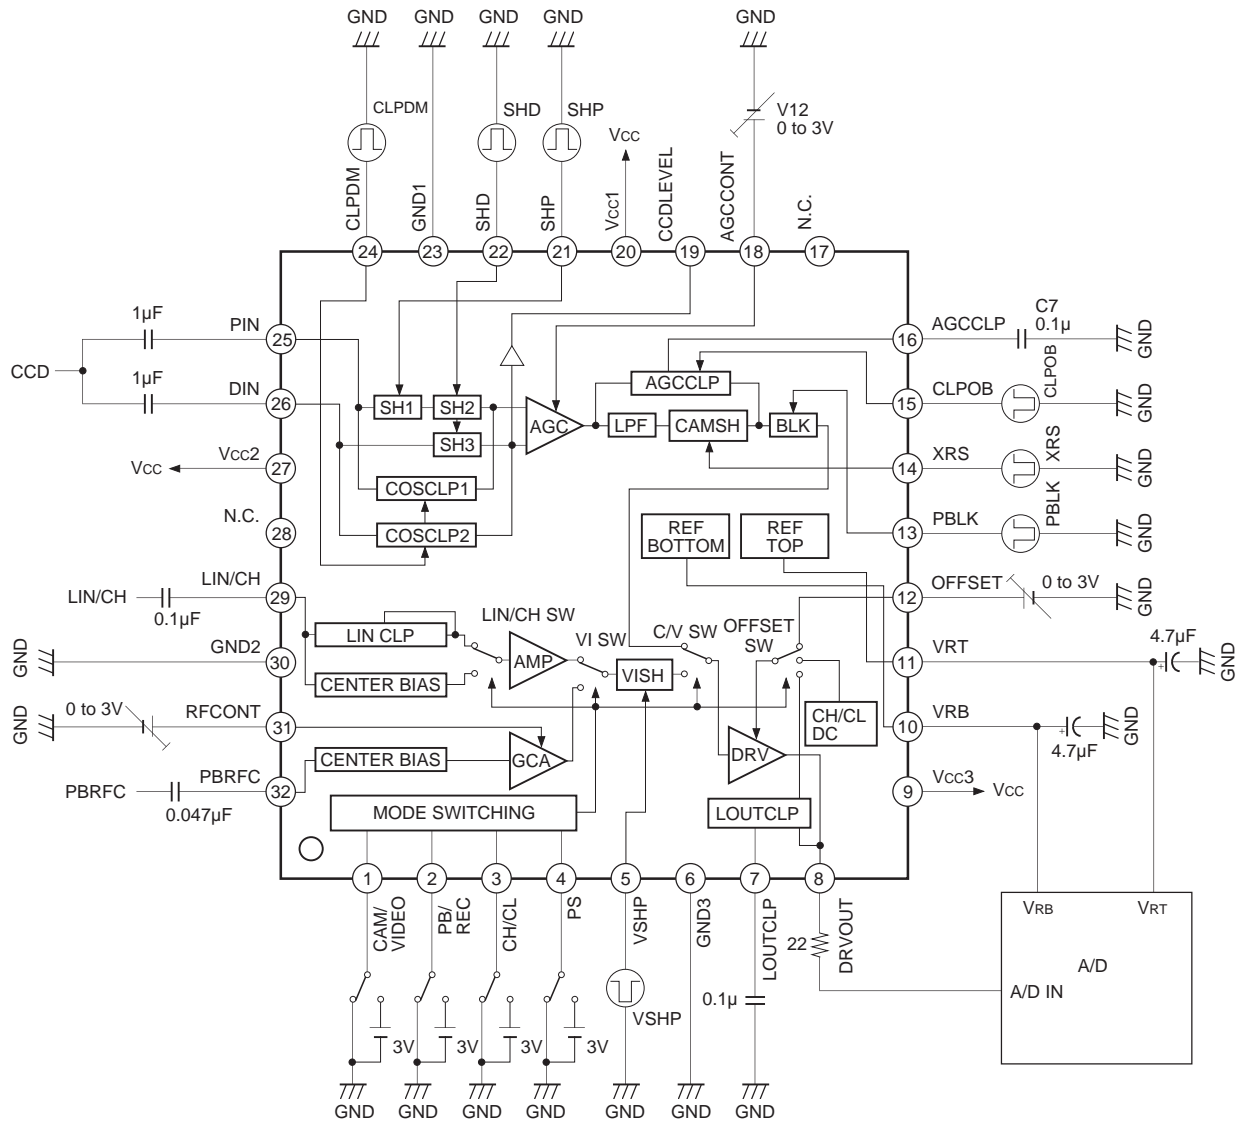 GND GND GND GND GND
CLPDM SHD SHP V12
0 to 3V
VCC
CLPDM GND1 SHD SHP VCC1 CCDLEVEL AGCCONT N.C.
24 23 22 21 20 19 18 17
1µF PIN 25
CCD
1µF DIN 26
VCC VCC2 27
N.C. 28
LIN/CH 0.1µF LIN/CH 29
GND GND2 30
GND 0 to 3V RFCONT 31
PBRFC 0.047µF PBRFC 32
SH1 SH2 AGC LPF CAMSH BLK
AGCCLP
SH3
COSCLP1
COSCLP2
REF
BOTTOM
REF
TOP
LIN/CH SW
LIN CLP
AMP
VI SW
VISH
C/V SW
OFFSET
SW
CENTER BIAS
CH/CL
DC
CENTER BIAS
GCA
DRV
MODE SWITCHING
LOUTCLP
16 AGCCLP C7
0.1µ GND
15 CLPOB CLPOB GND
14 XRS XRS GND
13 PBLK PBLK GND
12 OFFSET 0 to 3V GND
11 VRT 4.7µF + GND
10 VRB + 4.7µF GND
9 VCC3 VCC
1 2 3 4 5 6 7 8
CAM/
VIDEO
PB/
REC
CH/CL
PS
VSHP
GND3
LOUTCLP
DRVOUT
3V 3V 3V 3V
VSHP
0.1µ
22
GND GND GND GND GND GND GND
VRB VRT
A/D
A/D IN